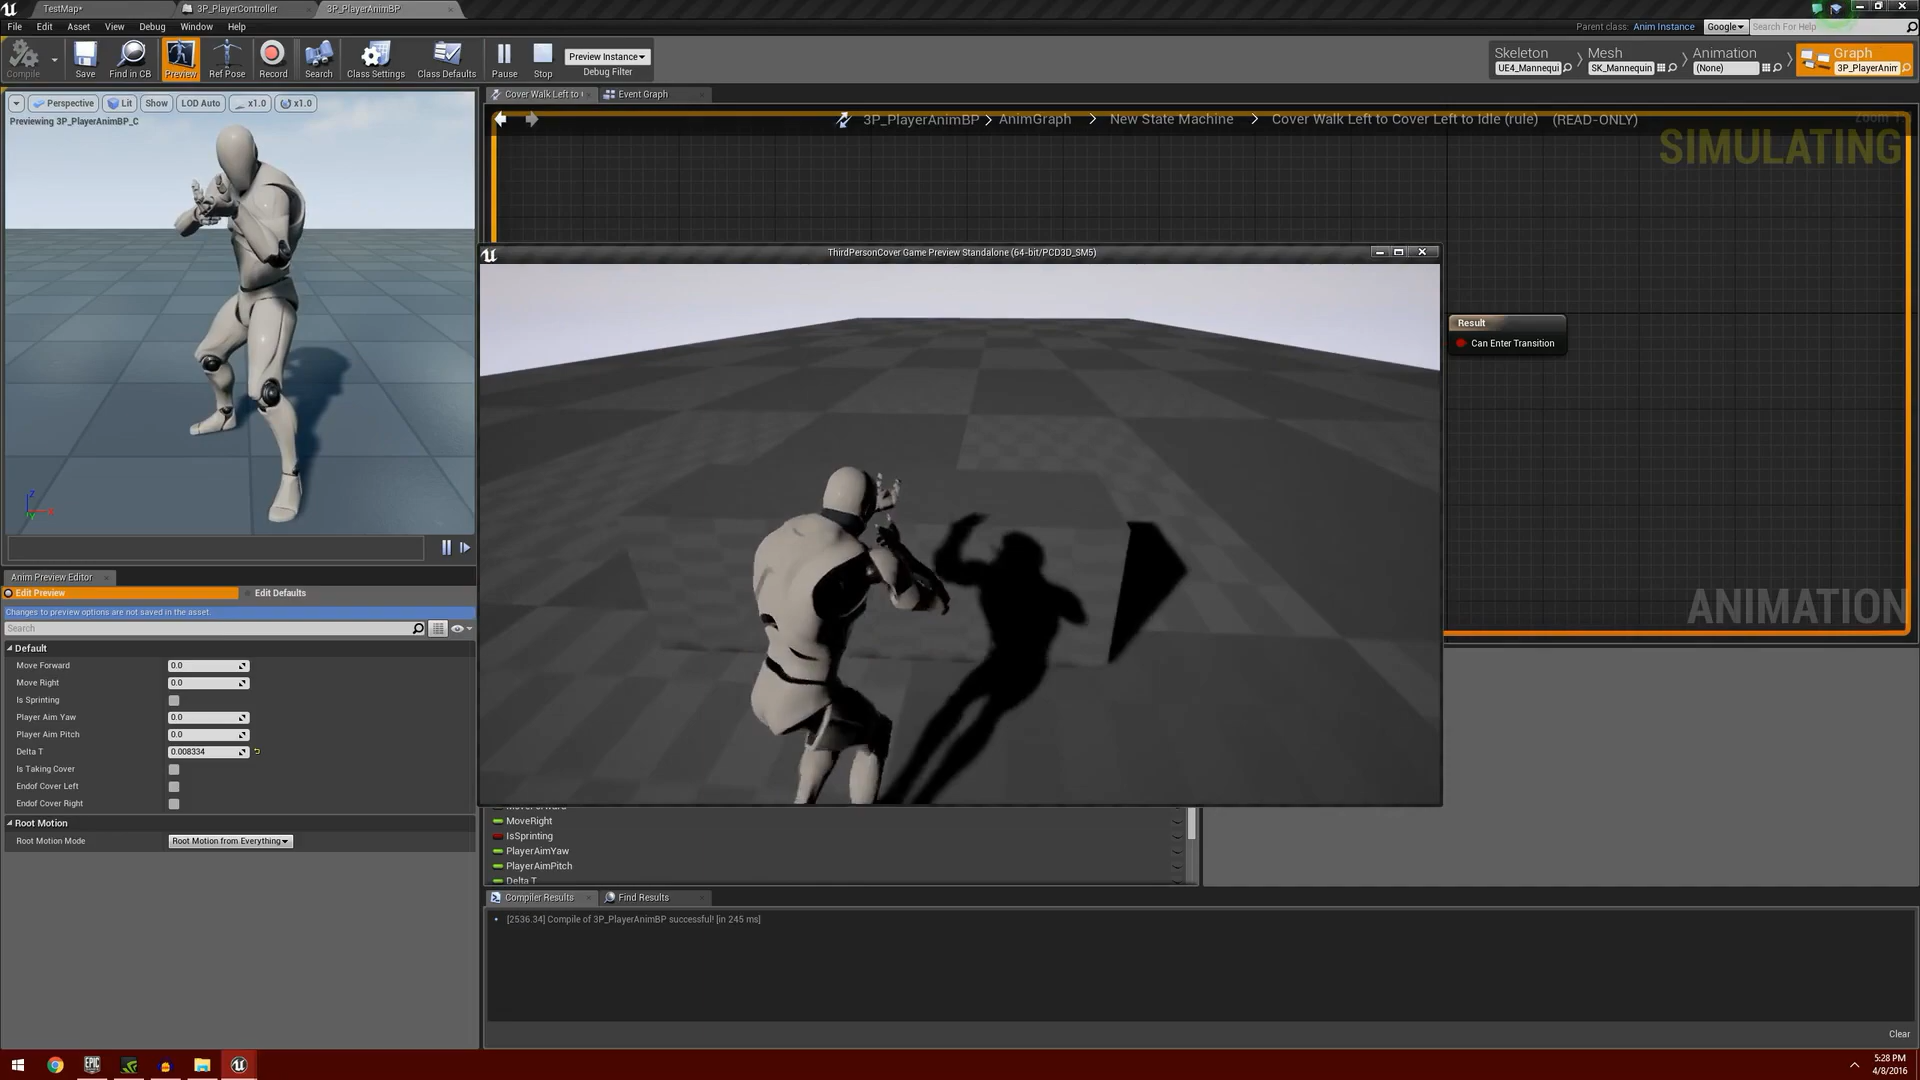 TestMap*
3P_PlayerController
3P_PlayerAnimBP
File Edit Asset View Debug Window Help
Parent class: Anim Instance
Google
Search For Help
Compile
Save
Find in CB
Preview
Ref Pose
Record
Search
Class Settings
Class Defaults
Pause
Stop
Preview Instance
Debug Filter
Skeleton
UE4_Mannequi
Mesh
SK_Mannequin
Animation
(None)
Graph
3P_PlayerAnim
Perspective
Lit
Show
LOD Auto
x1.0
x1.0
Previewing 3P_PlayerAnimBP_C
Cover Walk Left to
Event Graph
3P_PlayerAnimBP > AnimGraph > New State Machine > Cover Walk Left to Cover Left to Idle (rule) (READ-ONLY)
SIMULATING
ThirdPersonCover Game Preview Standalone (64-bit/PCD3D_SM5)
Result
Can Enter Transition
ANIMATION
Z
X
Y
Anim Preview Editor
Edit Preview
Edit Defaults
Changes to preview options are not saved in the asset.
Search
Default
Move Forward 0.0
Move Right 0.0
Is Sprinting
Player Aim Yaw 0.0
Player Aim Pitch 0.0
Delta T 0.008334
Is Taking Cover
Endof Cover Left
Endof Cover Right
Root Motion
Root Motion Mode Root Motion from Everything
MoveForward
MoveRight
IsSprinting
PlayerAimYaw
PlayerAimPitch
Delta T
Compiler Results
Find Results
[2536.34] Compile of 3P_PlayerAnimBP successful! [in 245 ms]
Clear
EPIC
5:28 PM
4/8/2016